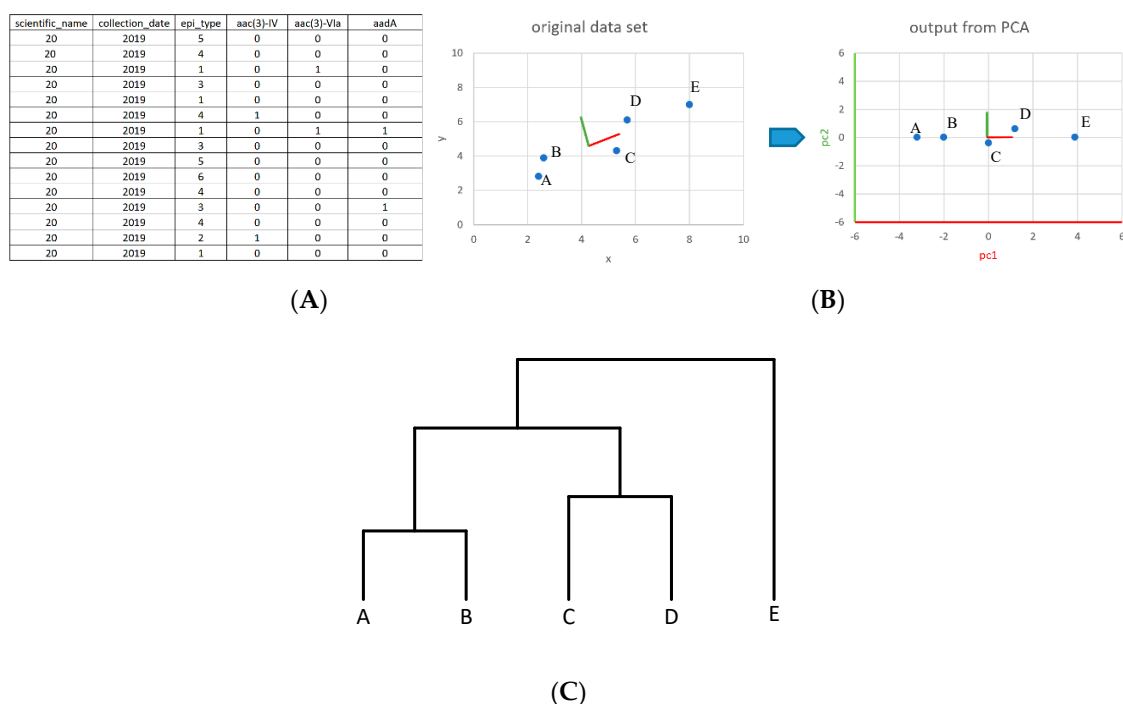 scientific_name collection_date epi_type aac(3)-IV aac(3)-VIa aadA
20 2019 5 0 0 0
20 2019 4 0 0 0
20 2019 1 0 1 0
20 2019 3 0 0 0
20 2019 1 0 0 0
20 2019 4 1 0 0
20 2019 1 0 1 1
20 2019 3 0 0 0
20 2019 5 0 0 0
20 2019 6 0 0 0
20 2019 4 0 0 0
20 2019 3 0 0 1
20 2019 4 0 0 0
20 2019 2 1 0 0
20 2019 1 0 0 0
(A)
original data set
10
8
6
4
2
0
y
A
B
C
D
E
0 2 4 6 8 10
x
output from PCA
6
4
2
0
-2
-4
-6
pc2
A
B
C
D
E
-6 -4 -2 0 2 4 6
pc1
(B)
A B C D E
(C)